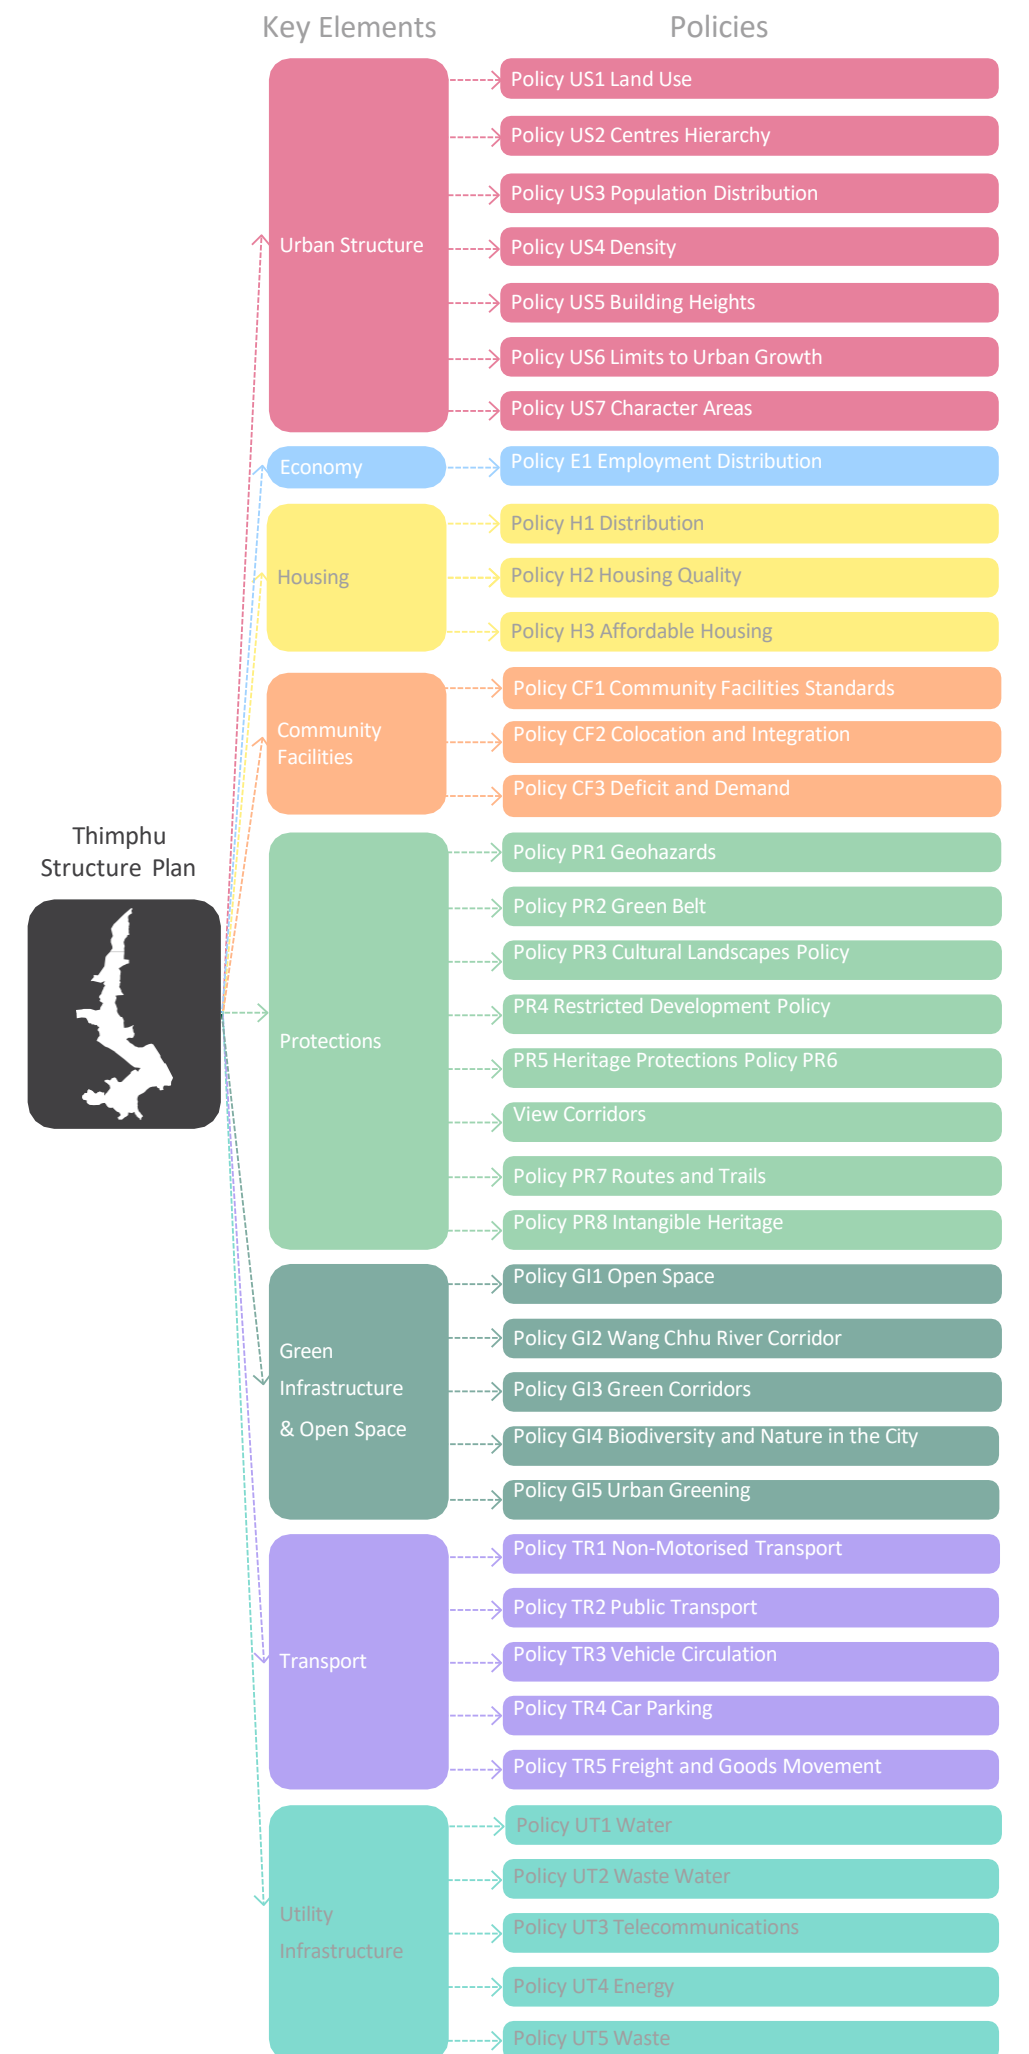 Key Elements
Policies
Thimphu
Structure Plan
Urban Structure
Policy US1 Land Use
Policy US2 Centres Hierarchy
Policy US3 Population Distribution
Policy US4 Density
Policy US5 Building Heights
Policy US6 Limits to Urban Growth
Policy US7 Character Areas
Economy
Policy E1 Employment Distribution
Housing
Policy H1 Distribution
Policy H2 Housing Quality
Policy H3 Affordable Housing
Community
Facilities
Policy CF1 Community Facilities Standards
Policy CF2 Colocation and Integration
Policy CF3 Deficit and Demand
Protections
Policy PR1 Geohazards
Policy PR2 Green Belt
Policy PR3 Cultural Landscapes Policy
PR4 Restricted Development Policy
PR5 Heritage Protections Policy PR6
View Corridors
Policy PR7 Routes and Trails
Policy PR8 Intangible Heritage
Green
Infrastructure
& Open Space
Policy GI1 Open Space
Policy GI2 Wang Chhu River Corridor
Policy GI3 Green Corridors
Policy GI4 Biodiversity and Nature in the City
Policy GI5 Urban Greening
Transport
Policy TR1 Non-Motorised Transport
Policy TR2 Public Transport
Policy TR3 Vehicle Circulation
Policy TR4 Car Parking
Policy TR5 Freight and Goods Movement
Utility
Infrastructure
Policy UT1 Water
Policy UT2 Waste Water
Policy UT3 Telecommunications
Policy UT4 Energy
Policy UT5 Waste